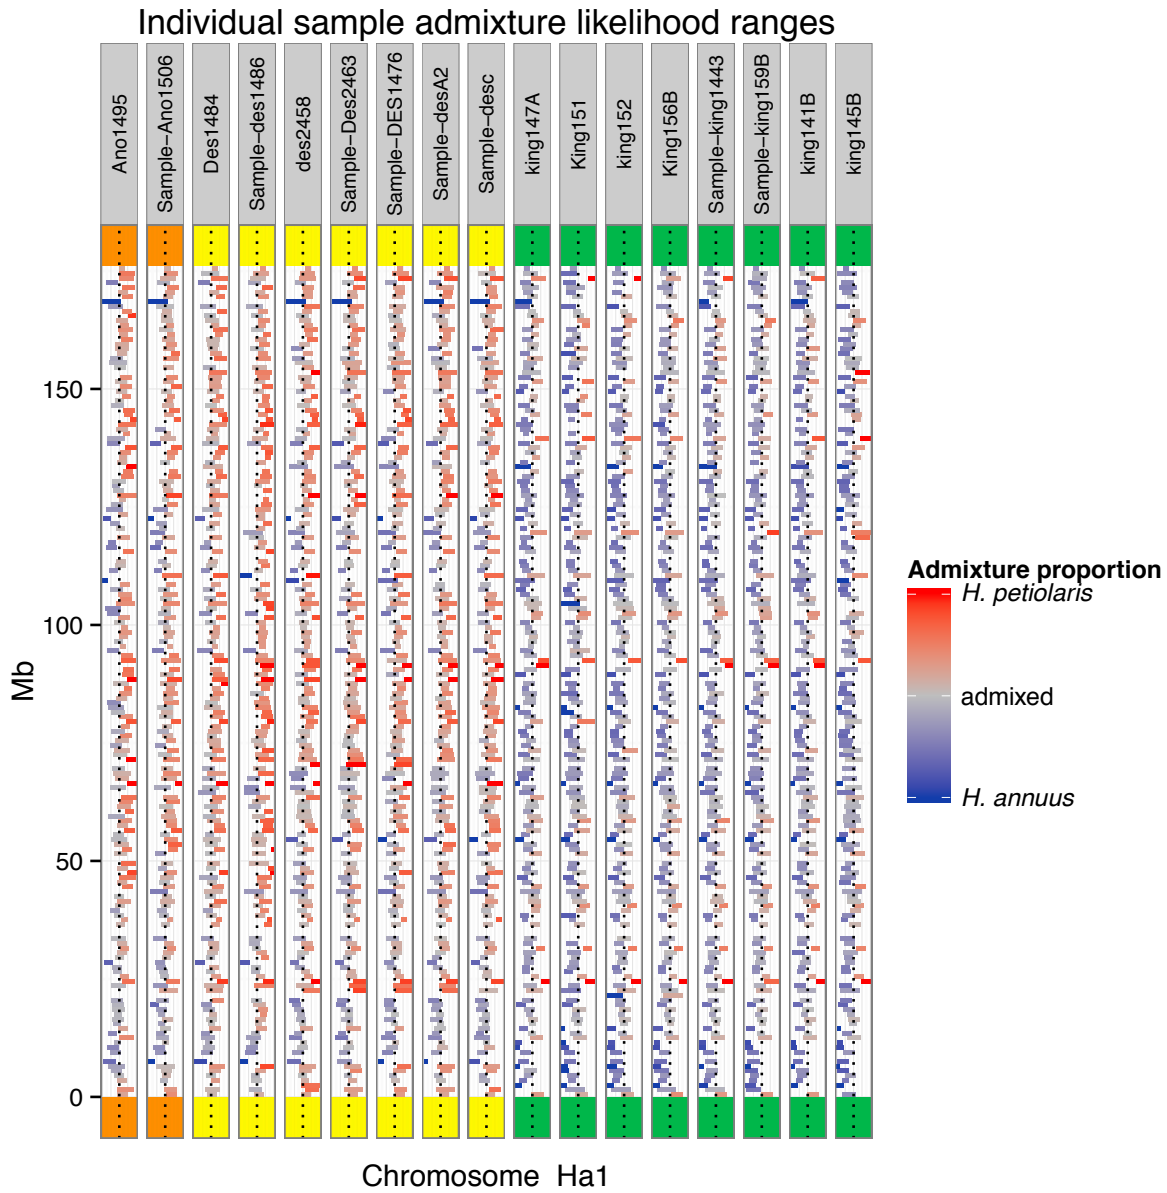 Individual sample admixture likelihood ranges
Ano1495
Sample−Ano1506
Des1484
Sample−des1486
des2458
Sample−Des2463
Sample−DES1476
Sample−desA2
Sample−desc
king147A
King151
king152
King156B
Sample−king1443
Sample−king159B
king141B
king145B
150
100
50
0
Mb
Chromosome Ha1
Admixture proportion
H. petiolaris
admixed
H. annuus